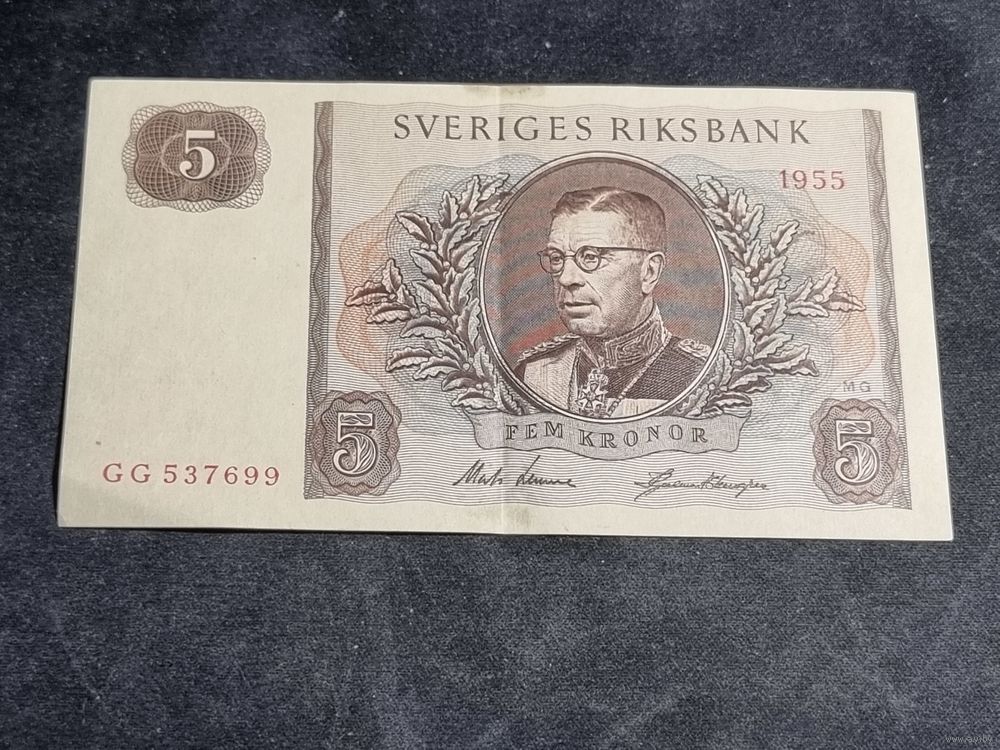 5
SVERIGES RIKSBANK
1955
MG
5
FEM KRONOR
5
GG 537699